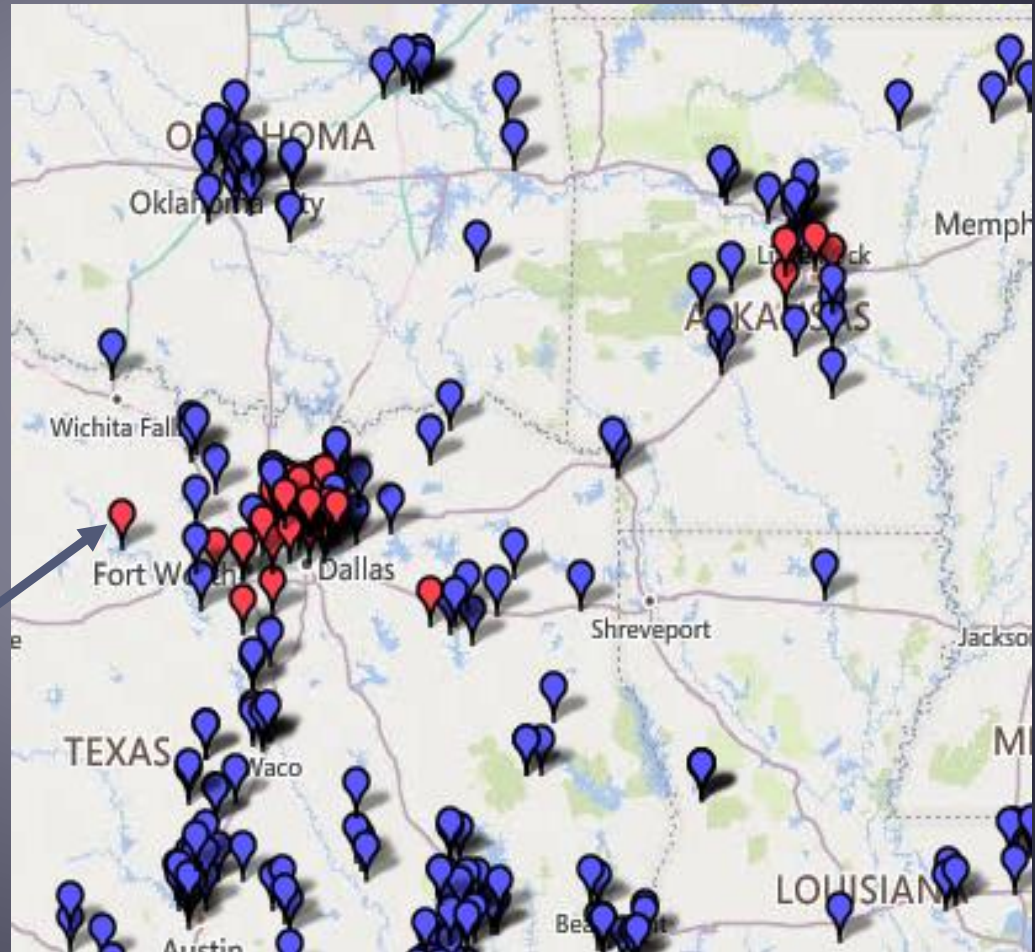 OKLAHOMA
Oklahoma City
Memph
Little Rock
ARKANSAS
Wichita Falls
Fort Worth
Dallas
e
Shreveport
Jackso
TEXAS
Waco
MI
LOUISIANA
Beaumont
Austin